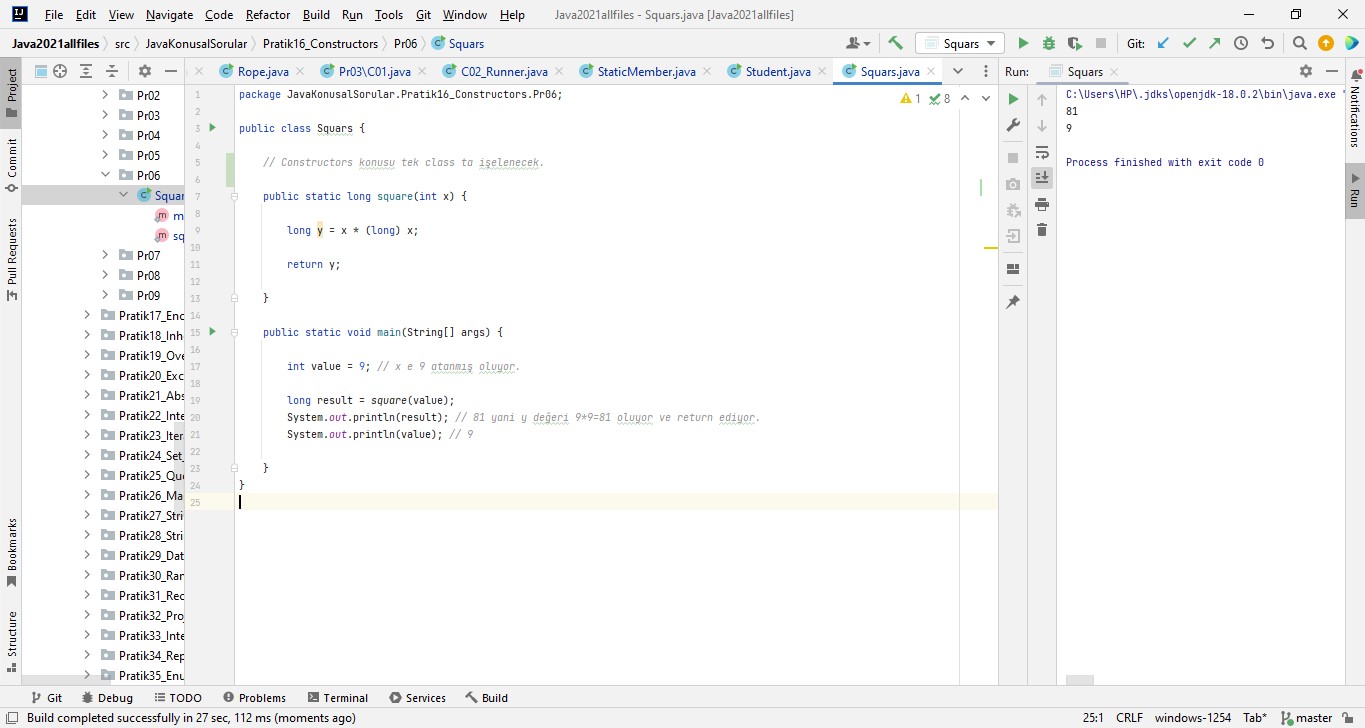 File Edit View Navigate Code Refactor Build Run Tools Git Window Help Java2021allfiles - Squars.java [Java2021allfiles]
Java2021allfiles src JavaKonusalSorular Pratik16_Constructors Pr06 Squars Squars Git:
Rope.java Pr03\C01.java C02_Runner.java StaticMember.java Student.java Squars.java Run: Squars
Project
Commit
Pull Requests
Bookmarks
Structure
Pr02
Pr03
Pr04
Pr05
Pr06
Squar
m
sq
Pr07
Pr08
Pr09
Pratik17_Enc
Pratik18_Inh
Pratik19_Ove
Pratik20_Exc
Pratik21_Abs
Pratik22_Inte
Pratik23_Iter
Pratik24_Set_
Pratik25_Que
Pratik26_Ma
Pratik27_Stri
Pratik28_Stri
Pratik29_Dat
Pratik30_Ran
Pratik31_Rec
Pratik32_Pro
Pratik33_Inte
Pratik34_Rep
Pratik35_Enu
1 package JavaKonusalSorular.Pratik16_Constructors.Pr06;
2
3 public class Squars {
4
5 // Constructors konusu tek class ta işelenecek.
6
7 public static long square(int x) {
8
9 long y = x * (long) x;
10
11 return y;
12
13 }
14
15 public static void main(String[] args) {
16
17 int value = 9; // x e 9 atanmış oluyor.
18
19 long result = square(value);
20 System.out.println(result); // 81 yani y değeri 9*9=81 oluyor ve return ediyor.
21 System.out.println(value); // 9
22
23 }
24 }
25
1 8
C:\Users\HP\.jdks\openjdk-18.0.2\bin\java.exe "
81
9
Process finished with exit code 0
Notifications
Run
Git Debug TODO Problems Terminal Services Build
Build completed successfully in 27 sec, 112 ms (moments ago) 25:1 CRLF windows-1254 Tab* master